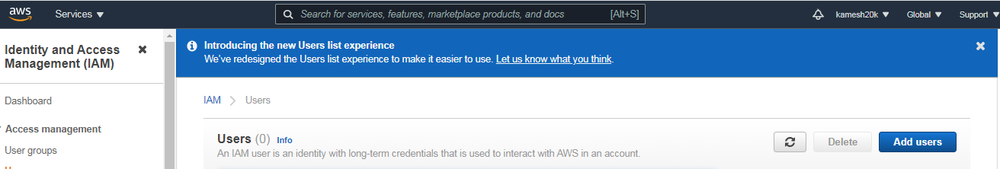 aws
Services
Search for services, features, marketplace products, and docs [Alt+S]
kamesh20k
Global
Support
Identity and Access
Management (IAM)
Dashboard
Access management
User groups
Introducing the new Users list experience
We've redesigned the Users list experience to make it easier to use. Let us know what you think.
IAM > Users
Users (0) Info
An IAM user is an identity with long-term credentials that is used to interact with AWS in an account.
Delete
Add users